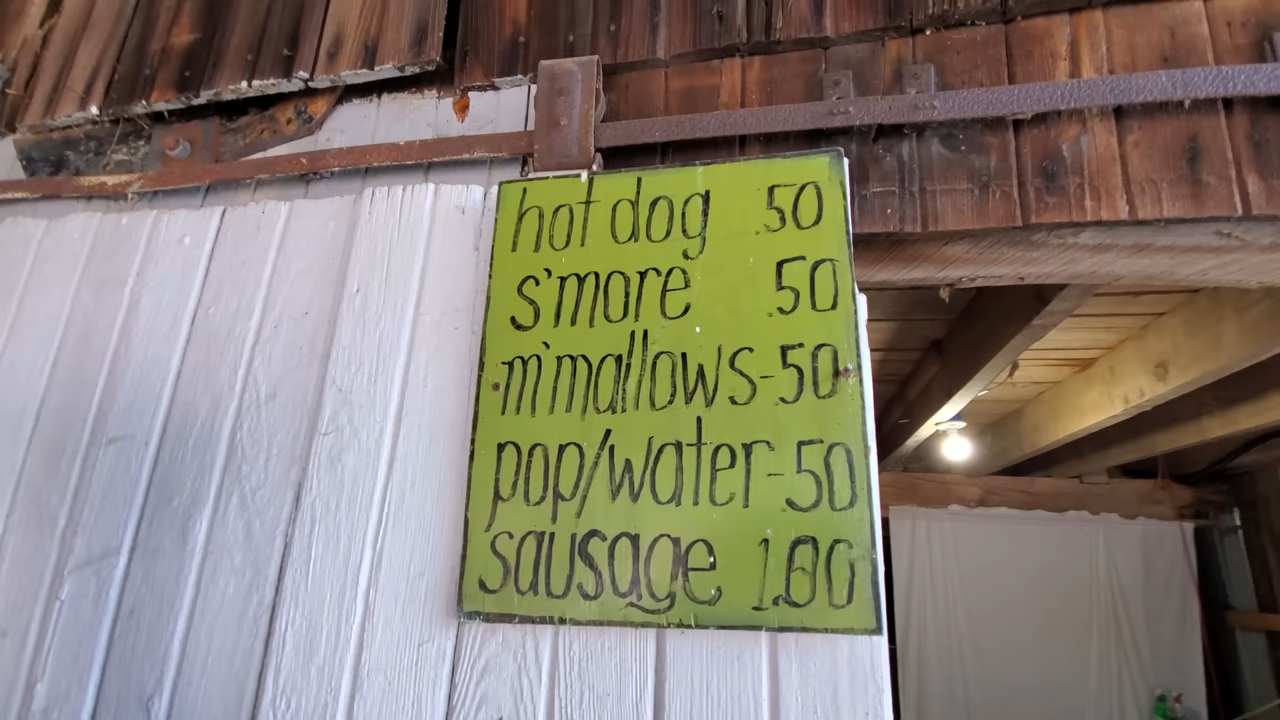 hot dog .50
s'more .50
m'mallows-.50
pop/water-.50
sausage 1.00